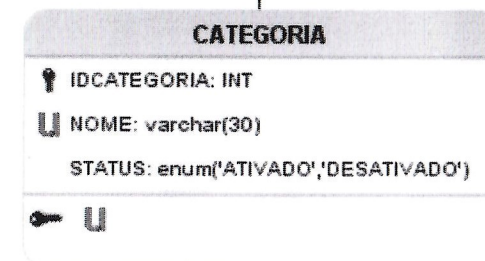 CATEGORIA
IDCATEGORIA: INT
U NOME: varchar(30)
STATUS: enum('ATIVADO','DESATIVADO')
U